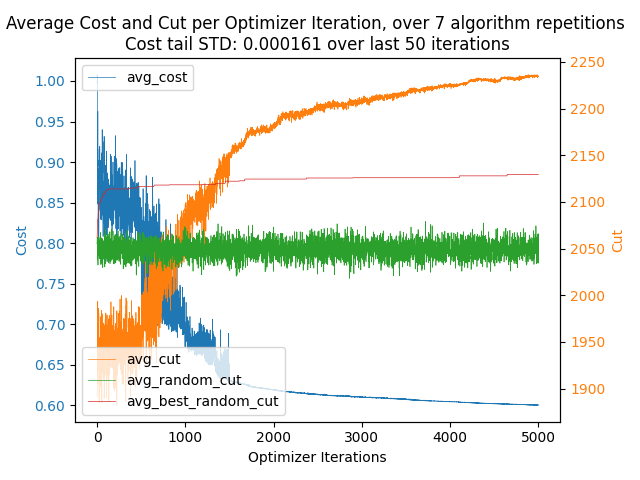 Average Cost and Cut per Optimizer Iteration, over 7 algorithm repetitions
Cost tail STD: 0.000161 over last 50 iterations
avg_cost
1.00
0.95
0.90
0.85
0.80
0.75
0.70
0.65
0.60
Cost
2250
2200
2150
2100
2050
2000
1950
1900
Cut
avg_cut
avg_random_cut
avg_best_random_cut
0
1000
2000
3000
4000
5000
Optimizer Iterations